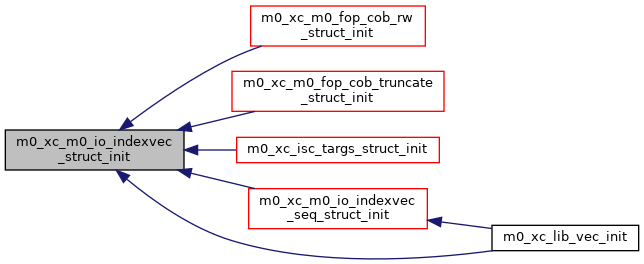 m0_xc_m0_fop_cob_rw
_struct_init
m0_xc_m0_fop_cob_truncate
_struct_init
m0_xc_m0_io_indexvec
_struct_init
m0_xc_isc_targs_struct_init
m0_xc_m0_io_indexvec
_seq_struct_init
m0_xc_lib_vec_init